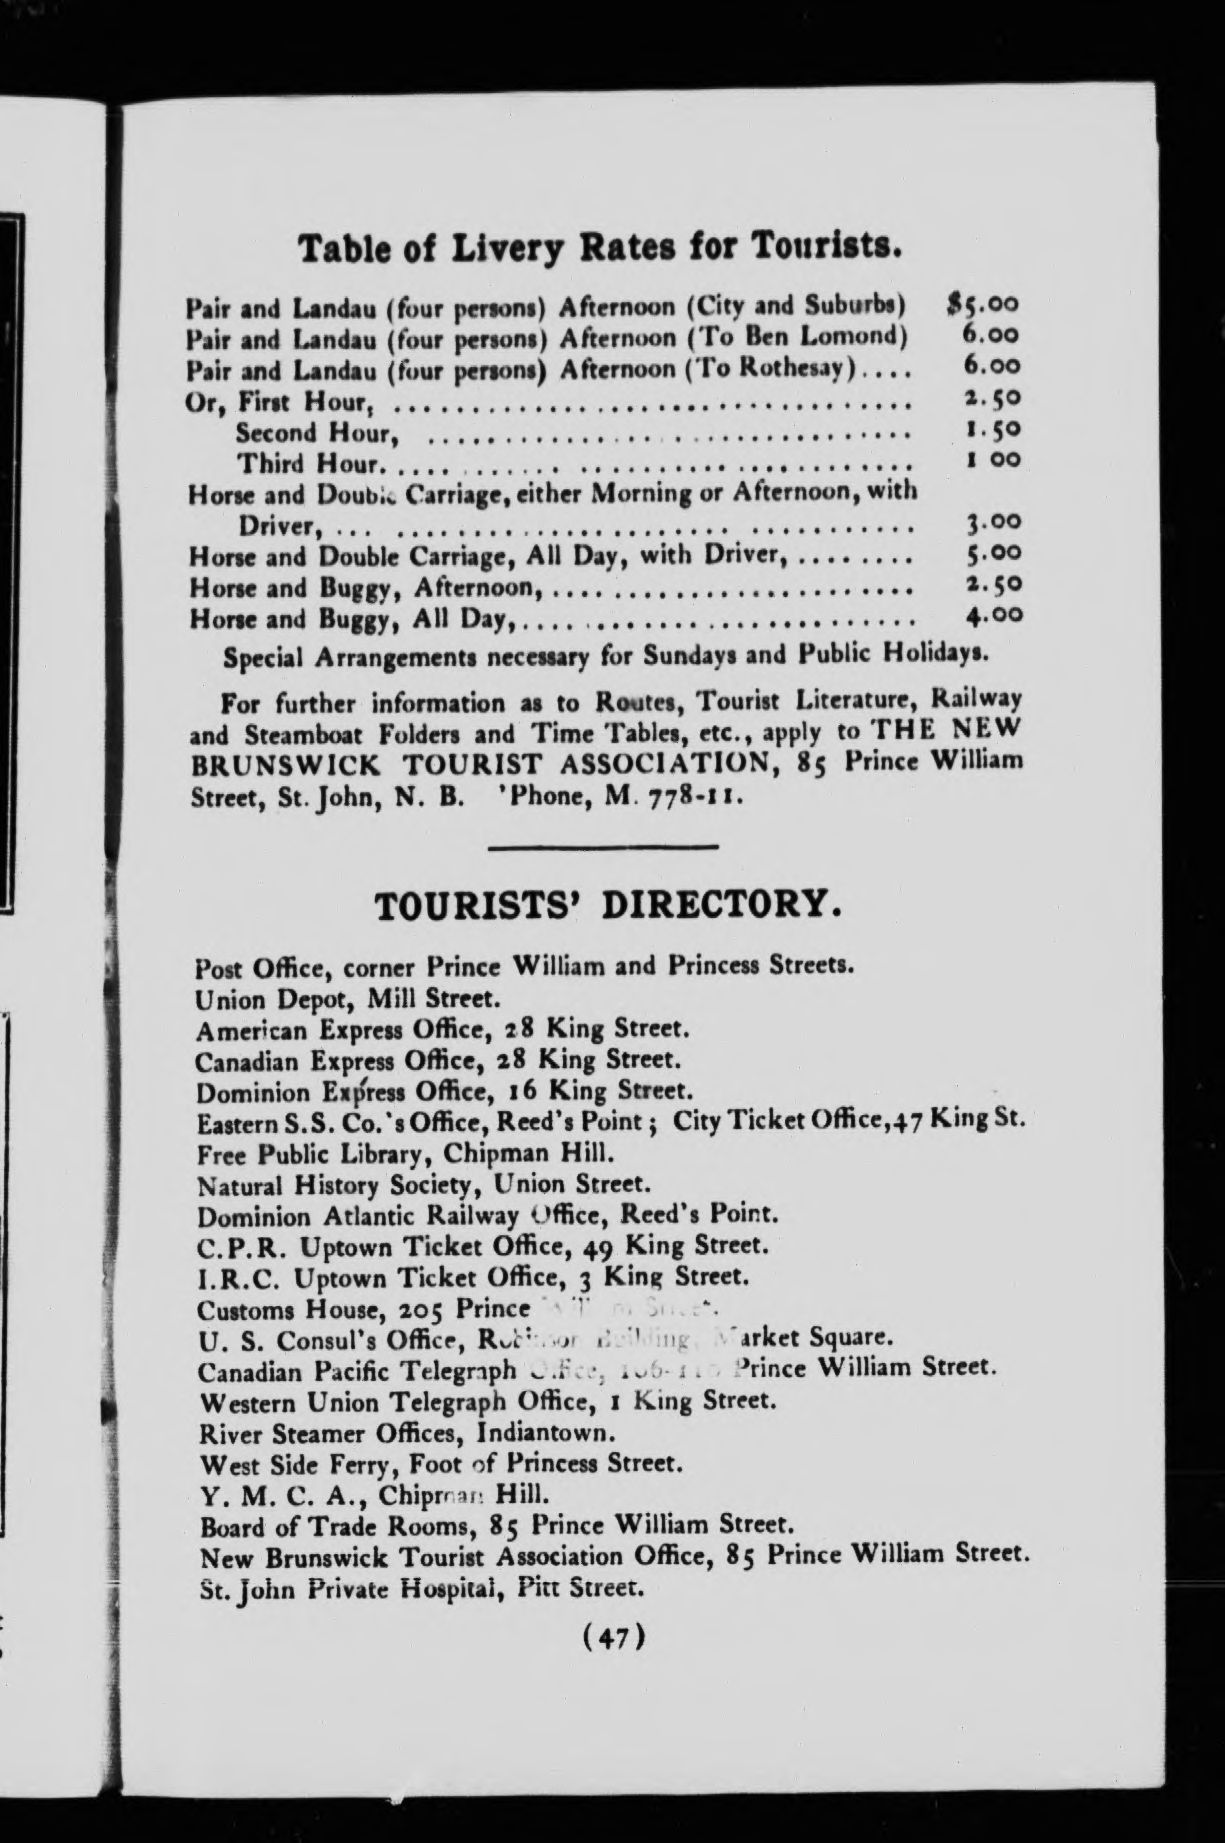 Table of Livery Rates for Tourists.
Pair and Landau (four persons) Afternoon (City and Suburbs) $5.00
Pair and Landau (four persons) Afternoon (To Ben Lomond) 6.00
Pair and Landau (four persons) Afternoon (To Rothesay).... 6.00
Or, First Hour, .................................. 2.50
Second Hour, ................................ 1.50
Third Hour. .................................. 1 00
Horse and Double Carriage, either Morning or Afternoon, with
Driver, ... .................................. 3.00
Horse and Double Carriage, All Day, with Driver, ........ 5.00
Horse and Buggy, Afternoon, ........................ 2.50
Horse and Buggy, All Day, .......................... 4.00
Special Arrangements necessary for Sundays and Public Holidays.
For further information as to Routes, Tourist Literature, Railway
and Steamboat Folders and Time Tables, etc., apply to THE NEW
BRUNSWICK TOURIST ASSOCIATION, 85 Prince William
Street, St. John, N. B. 'Phone, M. 778-11.
TOURISTS' DIRECTORY.
Post Office, corner Prince William and Princess Streets.
Union Depot, Mill Street.
American Express Office, 28 King Street.
Canadian Express Office, 28 King Street.
Dominion Express Office, 16 King Street.
Eastern S.S. Co.'s Office, Reed's Point; City Ticket Office, 47 King St.
Free Public Library, Chipman Hill.
Natural History Society, Union Street.
Dominion Atlantic Railway Office, Reed's Point.
C.P.R. Uptown Ticket Office, 49 King Street.
I.R.C. Uptown Ticket Office, 3 King Street.
Customs House, 205 Prince
U. S. Consul's Office, Building, Market Square.
Canadian Pacific Telegraph Office, Prince William Street.
Western Union Telegraph Office, 1 King Street.
River Steamer Offices, Indiantown.
West Side Ferry, Foot of Princess Street.
Y. M. C. A., Chipman Hill.
Board of Trade Rooms, 85 Prince William Street.
New Brunswick Tourist Association Office, 85 Prince William Street.
St. John Private Hospital, Pitt Street.
(47)